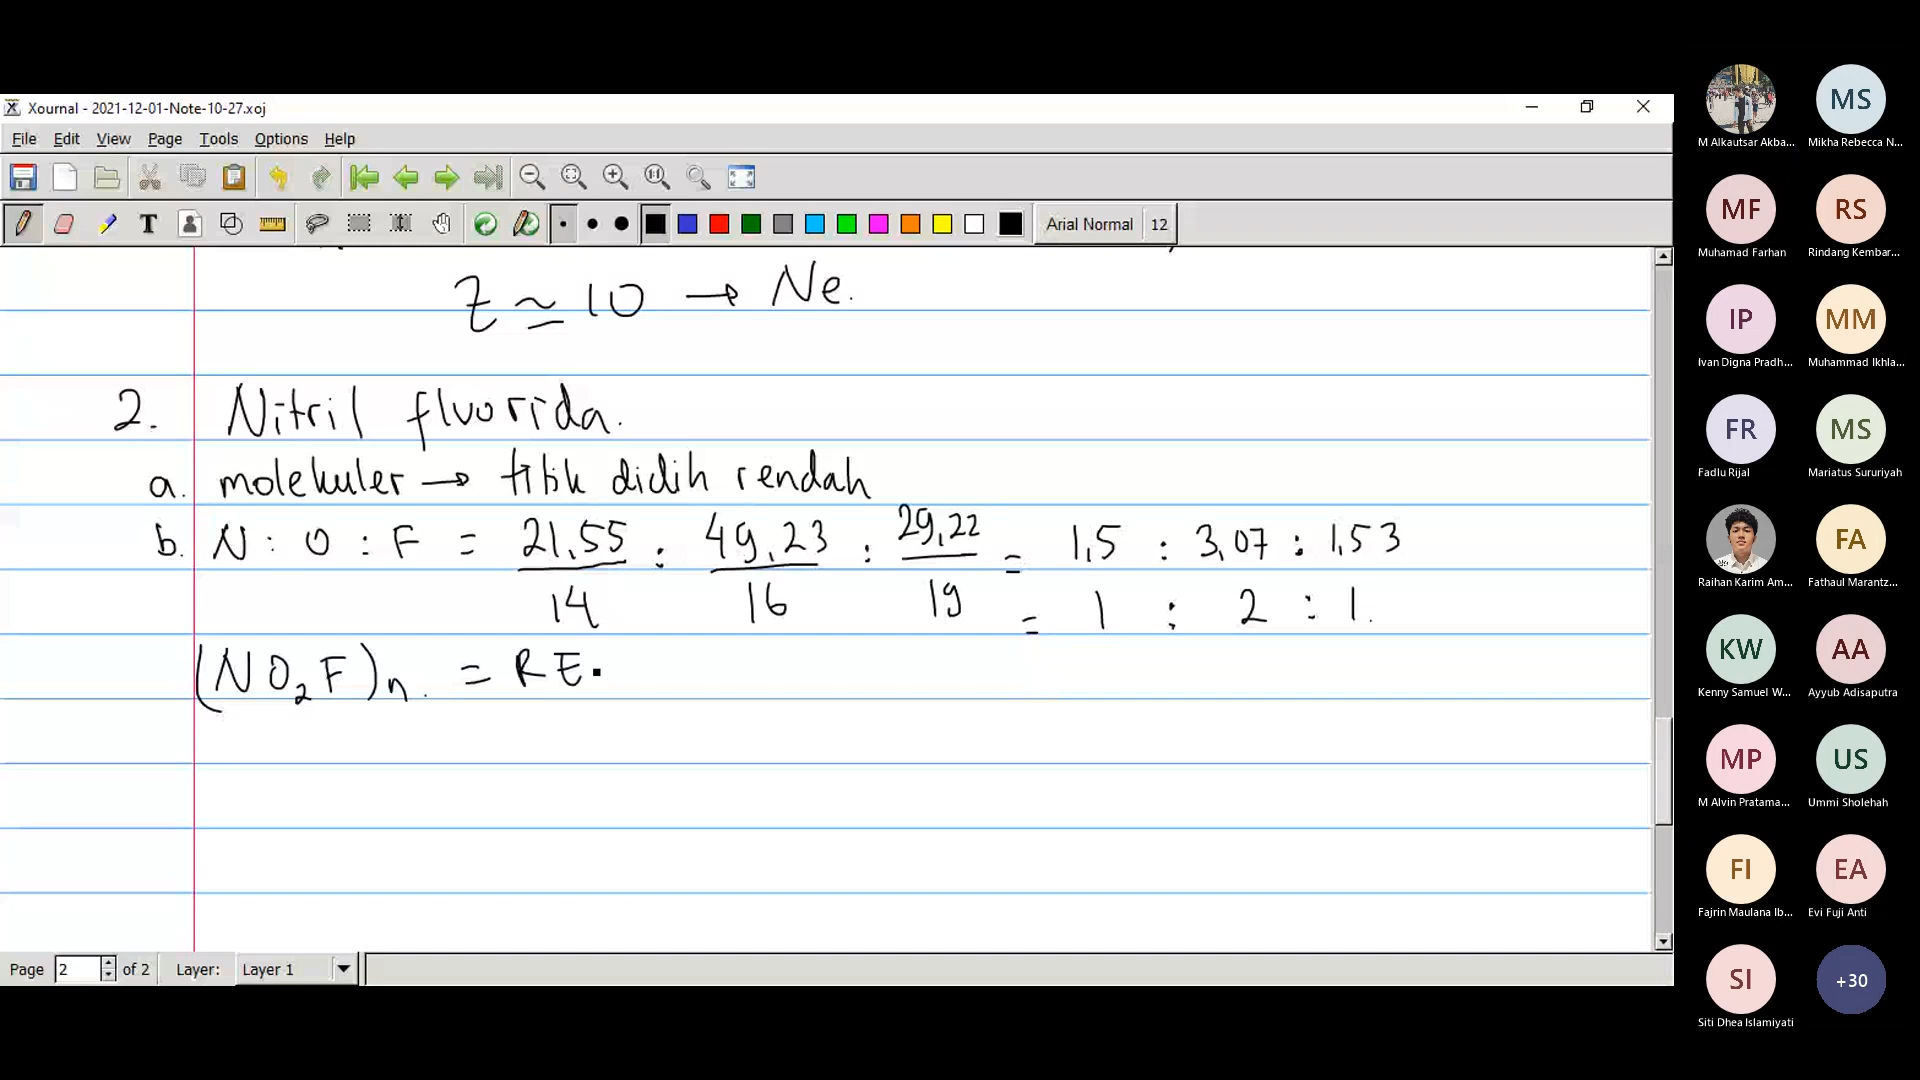 Xournal - 2021-12-01-Note-10-27.xoj
File Edit View Page Tools Options Help
Arial Normal 12
Z ≃ 10 → Ne.
2. Nitril fluorida.
a. molekuler → titik didih rendah
b. N : O : F = 21,55/14 : 49,23/16 : 29,22/19 = 1,5 : 3,07 : 1,53
= 1 : 2 : 1.
(NO₂F)n. = RE.
Page 2 of 2 Layer: Layer 1
MS
M Alkautsar Akba... Mikha Rebecca N...
MF RS
Muhamad Farhan Rindang Kembar...
IP MM
Ivan Digna Pradh... Muhammad Ikhla...
FR MS
Fadlu Rijal Mariatus Sururiyah
FA
Raihan Karim Am... Fathaul Marantz...
KW AA
Kenny Samuel W... Ayyub Adisaputra
MP US
M Alvin Pratama... Ummi Sholehah
FI EA
Fajrin Maulana Ib... Evi Fuji Anti
SI +30
Siti Dhea Islamiyati